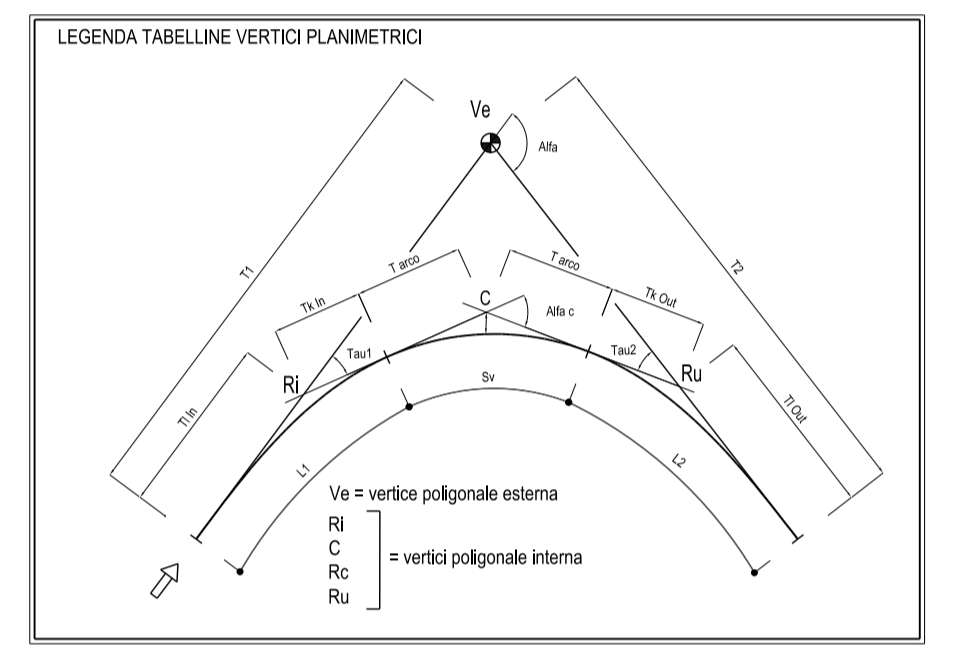 LEGENDA TABELLINE VERTICI PLANIMETRICI
Ve
Alfa
T1
T2
T arco
T arco
Tk In
Tk Out
C
Alfa c
Tau1
Tau2
Ri
Ru
Tl In
Tl Out
Sv
L1
L2
Ve = vertice poligonale esterna
Ri
C
= vertici poligonale interna
Rc
Ru